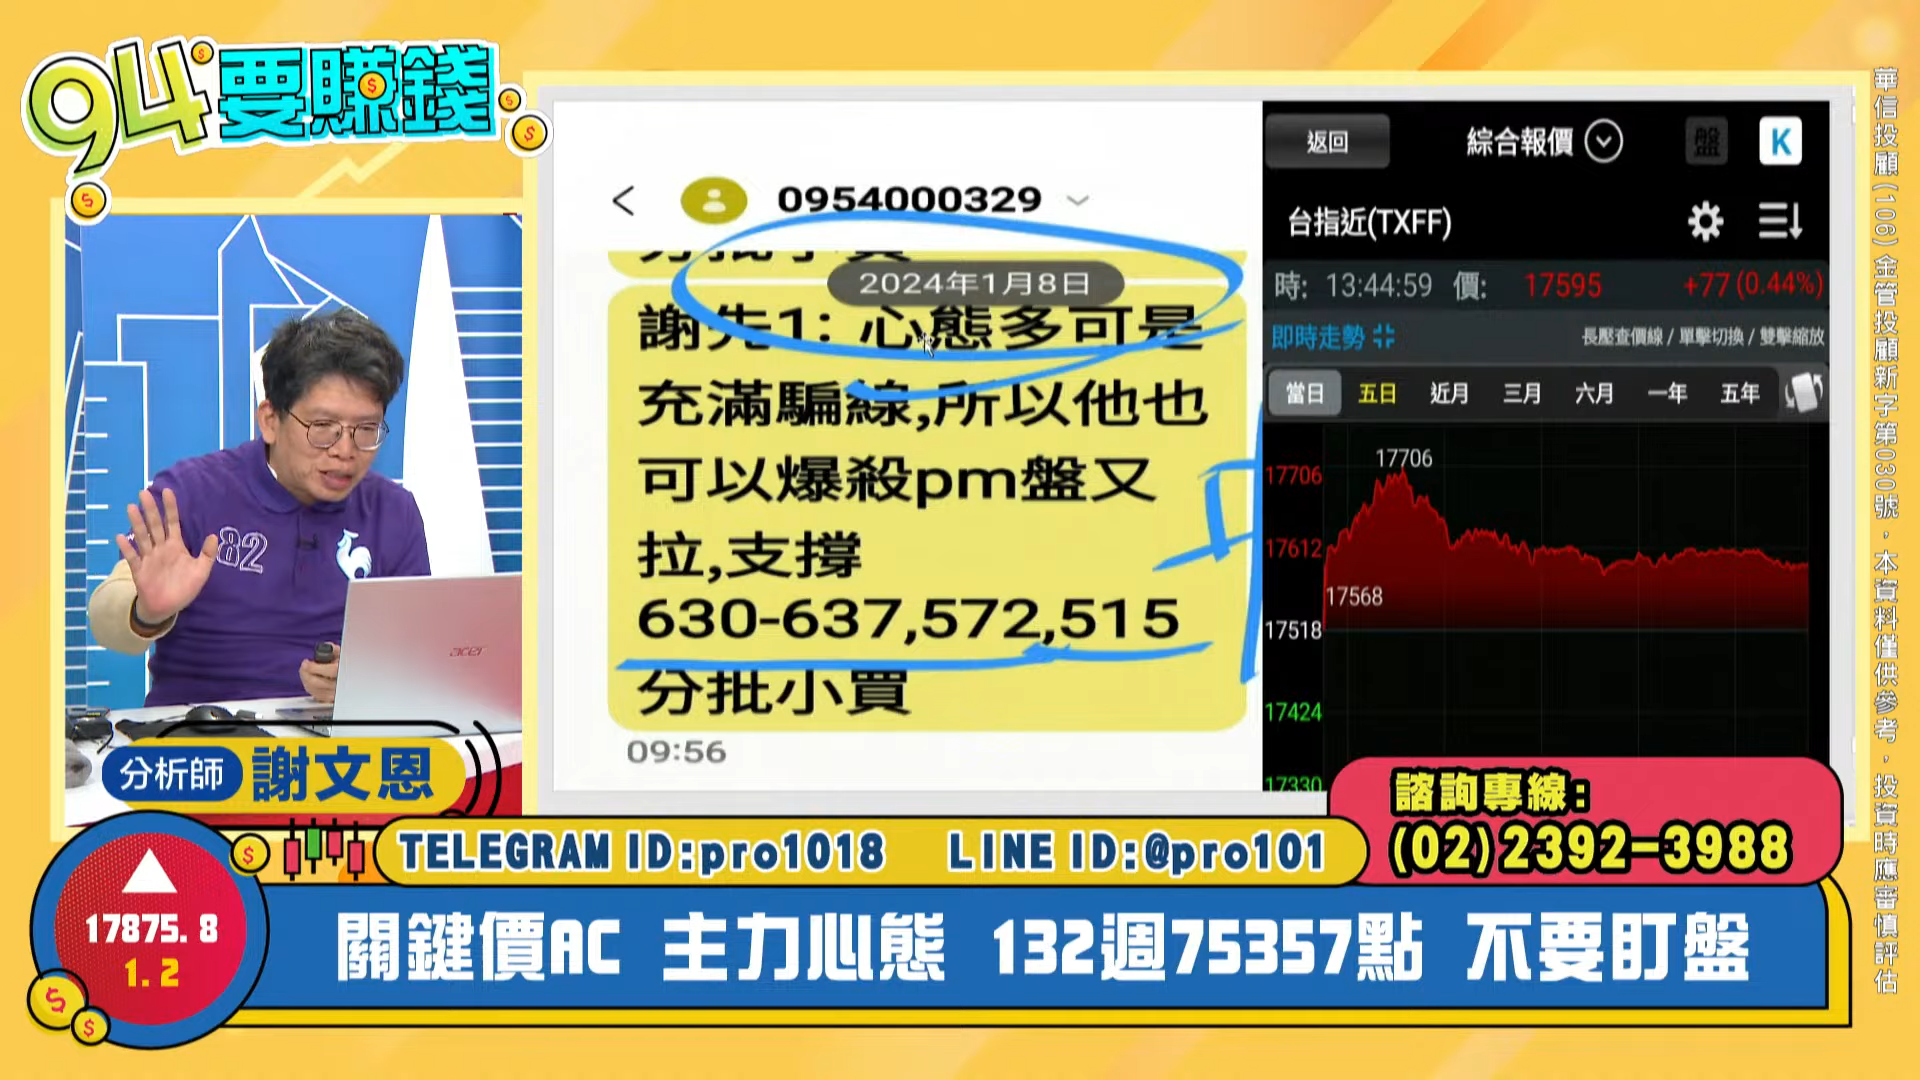 94要賺錢
0954000329
2024年1月8日
謝先1: 心態多可是
充滿騙線,所以他也
可以爆殺pm盤又
拉,支撐
630-637,572,515
分批小買
09:56
返回
綜合報價
盤
K
台指近(TXFF)
時: 13:44:59 價: 17595 +77 (0.44%)
即時走勢
長壓查價線 / 單擊切換 / 雙擊縮放
當日 五日 近月 三月 六月 一年 五年
17706
17706
17612
17568
17518
17424
17330
82
acer
分析師 謝文恩
TELEGRAM ID:pro1018 LINE ID:@pro101
諮詢專線:
(02)2392-3988
17875.8
1.2
關鍵價AC 主力心態 132週75357點 不要盯盤
華信投顧(106)金管投顧新字第030號，本資料僅供參考，投資時應審慎評估